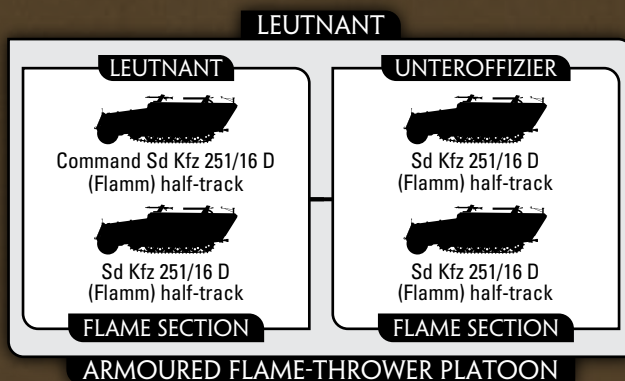 LEUTNANT
LEUTNANT
Command Sd Kfz 251/16 D
(Flamm) half-track
Sd Kfz 251/16 D
(Flamm) half-track
FLAME SECTION
UNTEROFFIZIER
Sd Kfz 251/16 D
(Flamm) half-track
Sd Kfz 251/16 D
(Flamm) half-track
FLAME SECTION
ARMOURED FLAME-THROWER PLATOON